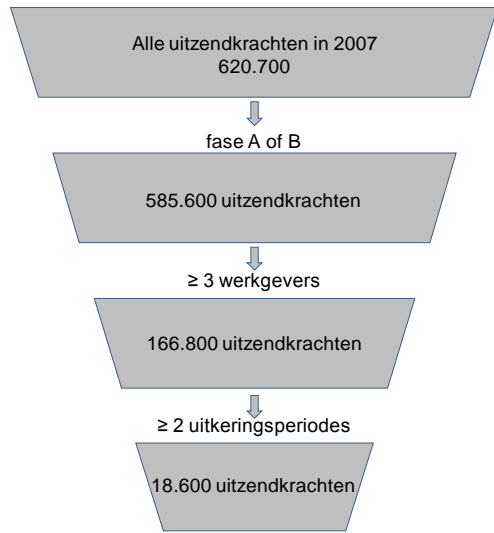 Alle uitzendkrachten in 2007
620.700
fase A of B
585.600 uitzendkrachten
≥ 3 werkgevers
166.800 uitzendkrachten
≥ 2 uitkeringsperiodes
18.600 uitzendkrachten